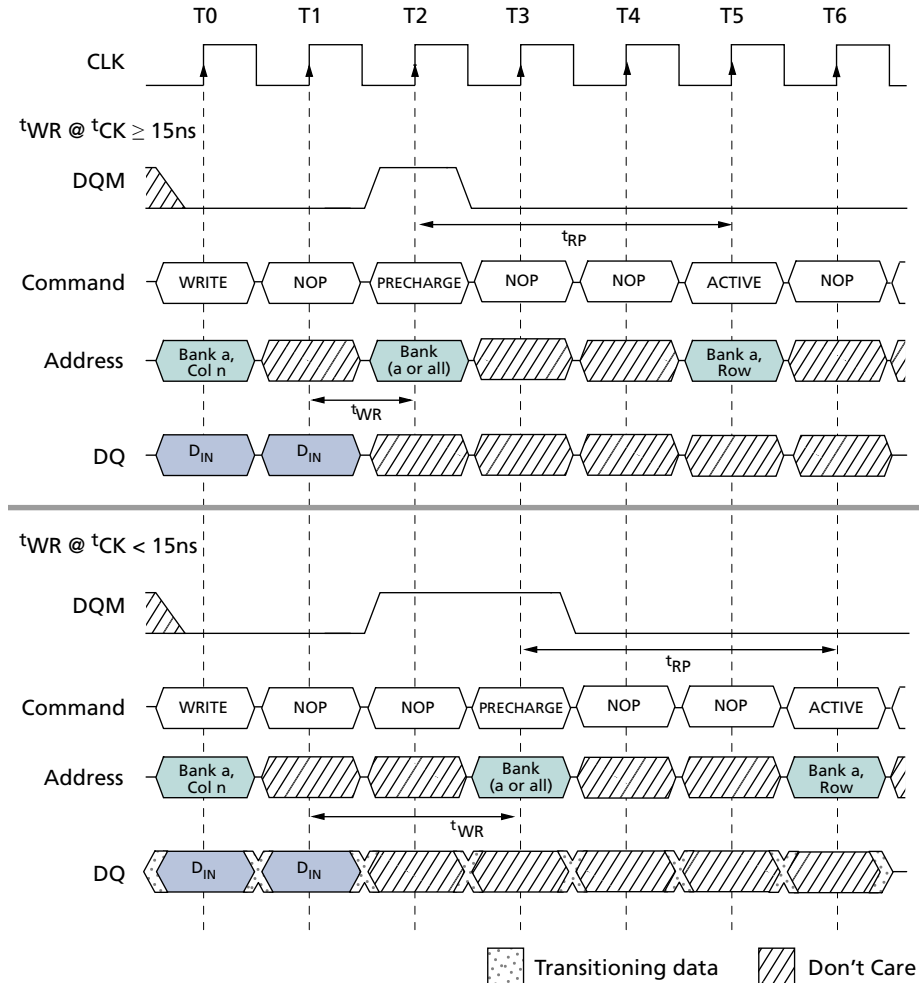 T0 T1 T2 T3 T4 T5 T6
CLK
tWR @ tCK ≥ 15ns
DQM
tRP
Command WRITE NOP PRECHARGE NOP NOP ACTIVE NOP
Address Bank a, Col n Bank (a or all) Bank a, Row
tWR
DQ DIN DIN
tWR @ tCK < 15ns
DQM
tRP
Command WRITE NOP NOP PRECHARGE NOP NOP ACTIVE
Address Bank a, Col n Bank (a or all) Bank a, Row
tWR
DQ DIN DIN
Transitioning data Don't Care